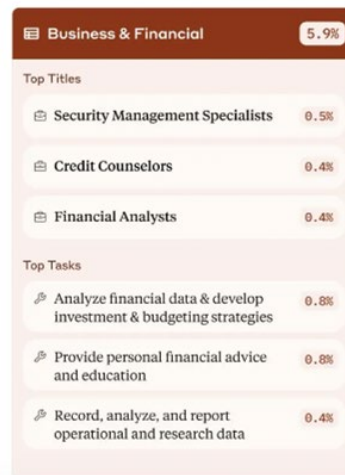 Business & Financial 5.9%
Top Titles
Security Management Specialists 0.5%
Credit Counselors 0.4%
Financial Analysts 0.4%
Top Tasks
Analyze financial data & develop 0.8%
investment & budgeting strategies
Provide personal financial advice 0.8%
and education
Record, analyze, and report 0.4%
operational and research data